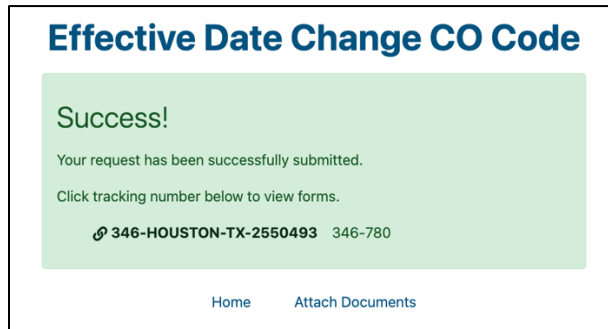 Effective Date Change CO Code
Success!
Your request has been successfully submitted.
Click tracking number below to view forms.
346-HOUSTON-TX-2550493 346-780
Home Attach Documents